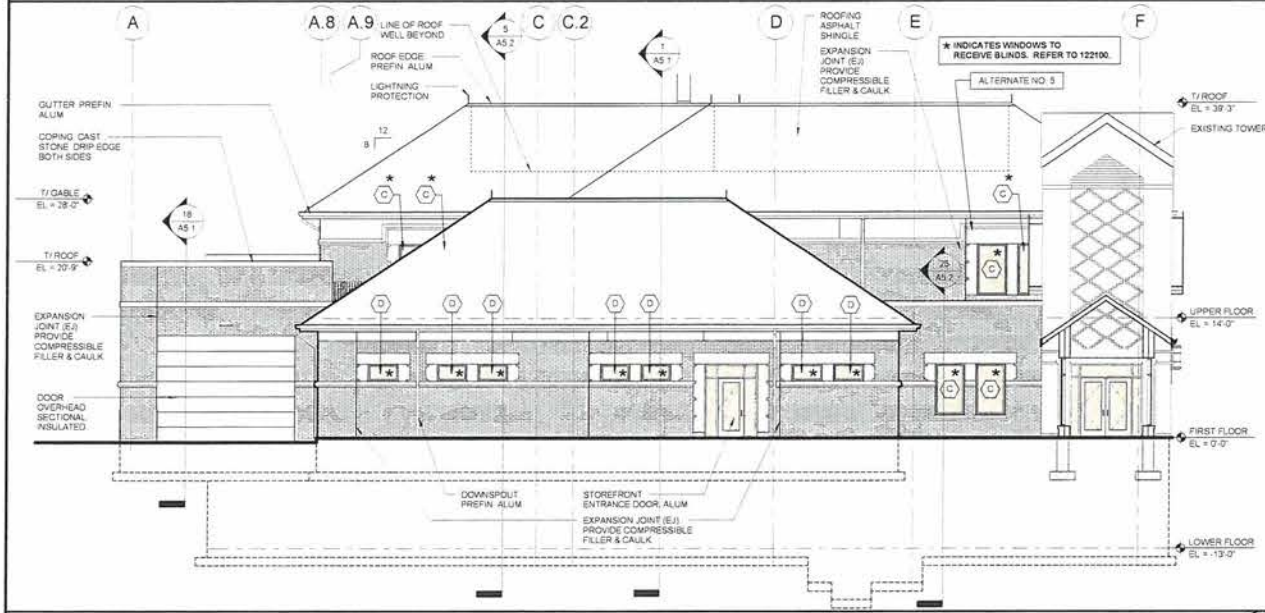 A
A.8
A.9
C
C.2
D
E
F
LINE OF ROOF
WELL BEYOND
5
A5.2
1
A5.1
ROOFING
ASPHALT
SHINGLE
* INDICATES WINDOWS TO
RECEIVE BLINDS. REFER TO 122100.
ROOF EDGE
PREFIN ALUM
EXPANSION
JOINT (EJ)
PROVIDE
COMPRESSIBLE
FILLER & CAULK
ALTERNATE NO. 5
LIGHTNING
PROTECTION
GUTTER PREFIN
ALUM
T/ ROOF
EL = 39'-3"
EXISTING TOWER
12
8
COPING CAST
STONE DRIP EDGE
BOTH SIDES
T/ GABLE
EL = 28'-0"
* C
* C
* C
18
A5.1
T/ ROOF
EL = 20'-9"
25
A5.2
*
C
D
D
D
D
D
D
D
UPPER FLOOR
EL = 14'-0"
EXPANSION
JOINT (EJ)
PROVIDE
COMPRESSIBLE
FILLER & CAULK
* * * * * * *
* *
C C
DOOR
OVERHEAD
SECTIONAL
INSULATED
FIRST FLOOR
EL = 0'-0"
DOWNSPOUT
PREFIN ALUM
STOREFRONT
ENTRANCE DOOR, ALUM
EXPANSION JOINT (EJ)
PROVIDE COMPRESSIBLE
FILLER & CAULK
LOWER FLOOR
EL = -13'-0"